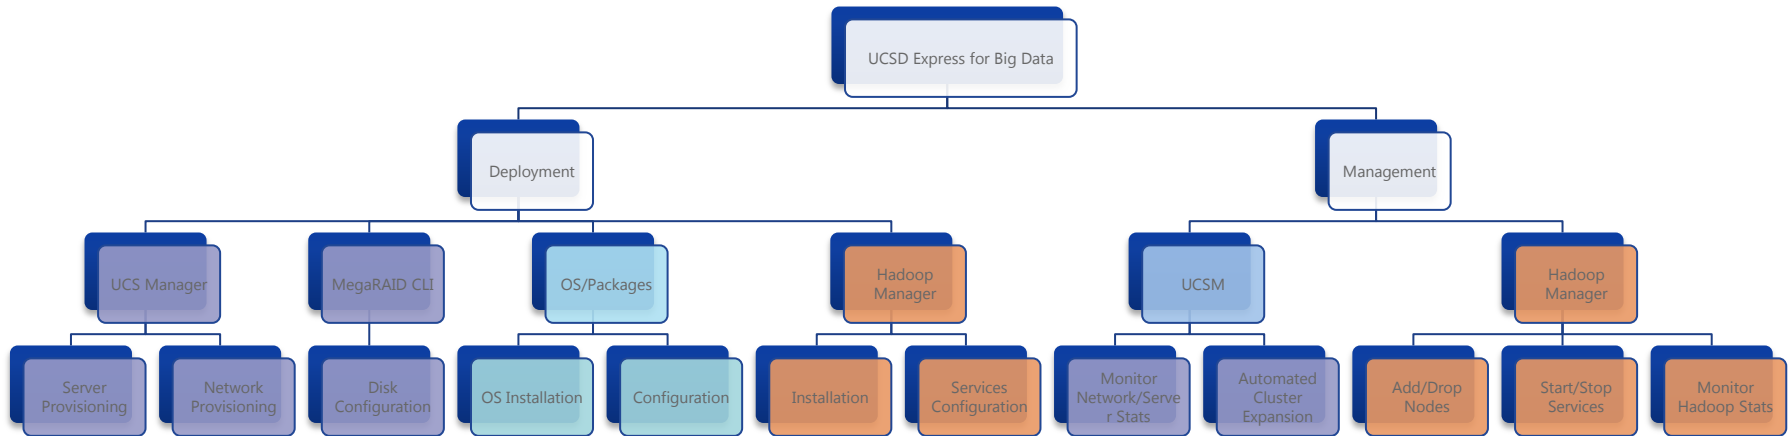 UCSD Express for Big Data
Deployment
Management
UCS Manager
MegaRAID CLI
OS/Packages
Hadoop
Manager
UCSM
Hadoop
Manager
Server
Provisioning
Network
Provisioning
Disk
Configuration
OS Installation
Configuration
Installation
Services
Configuration
Monitor
Network/Serve
r Stats
Automated
Cluster
Expansion
Add/Drop
Nodes
Start/Stop
Services
Monitor
Hadoop Stats